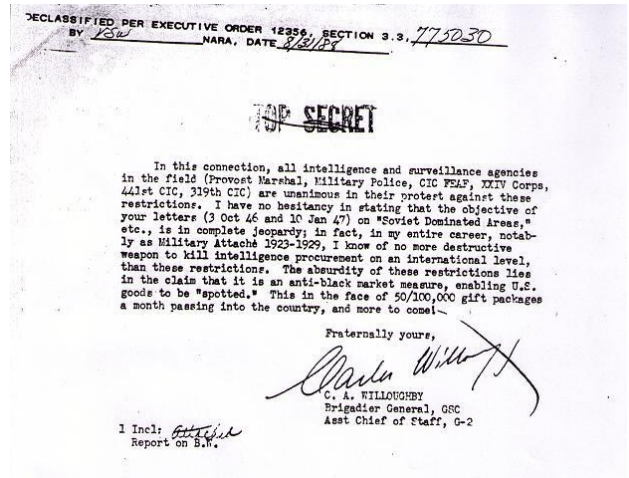 DECLASSIFIED PER EXECUTIVE ORDER 12356, SECTION 3.3, 775030
BY NARA, DATE 8/31/88
TOP SECRET
In this connection, all intelligence and surveillance agencies
in the field (Provost Marshal, Military Police, CIC FEAF, XXIV Corps,
441st CIC, 319th CIC) are unanimous in their protest against these
restrictions. I have no hesitancy in stating that the objective of
your letters (3 Oct 46 and 10 Jan 47) on "Soviet Dominated Areas,"
etc., is in complete jeopardy; in fact, in my entire career, notab-
ly as Military Attaché 1923-1929, I know of no more destructive
weapon to kill intelligence procurement on an international level,
than these restrictions. The absurdity of these restrictions lies
in the claim that it is an anti-black market measure, enabling U.S.
goods to be "spotted." This in the face of 50/100,000 gift packages
a month passing into the country, and more to come!
Fraternally yours,
Charles Willoughby
C. A. WILLOUGHBY
Brigadier General, GSC
Asst Chief of Staff, G-2
1 Incl:
Report on B.W.